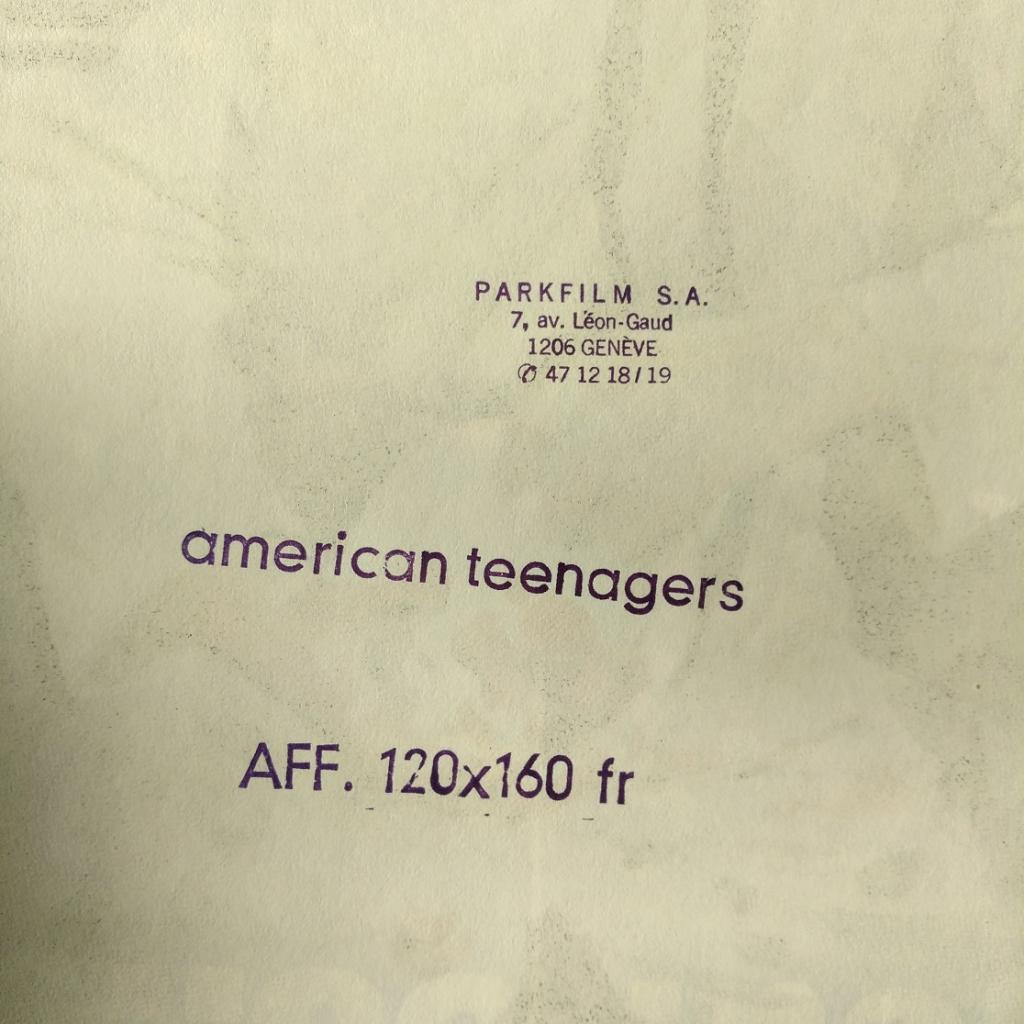 PARKFILM S.A.
7, av. Léon-Gaud
1206 GENÈVE
✆ 47 12 18/19
american teenagers
AFF. 120x160 fr